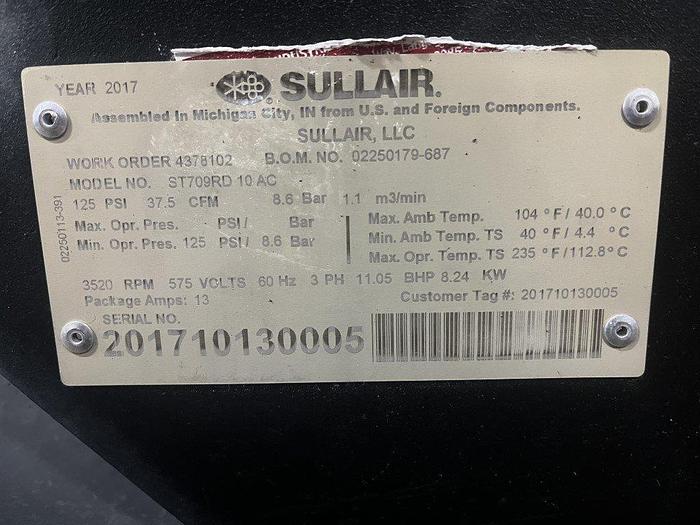 YEAR 2017 SULLAIR.
Assembled In Michigan City, IN from U.S. and Foreign Components.
SULLAIR, LLC
WORK ORDER 4378102 B.O.M. NO. 02250179-687
MODEL NO. ST709RD 10 AC
125 PSI 37.5 CFM 8.6 Bar 1.1 m3/min
Max. Opr. Pres. PSI/ Bar
Min. Opr. Pres. 125 PSI/ 8.6 Bar
Max. Amb Temp. 104 °F/ 40.0 °C
Min. Amb Temp. TS 40 °F/ 4.4 °C
Max. Opr. Temp. TS 235 °F/112.8°C
02250113-391
3520 RPM 575 VOLTS 60 Hz 3 PH 11.05 BHP 8.24 KW
Package Amps: 13 Customer Tag #: 201710130005
SERIAL NO.
201710130005